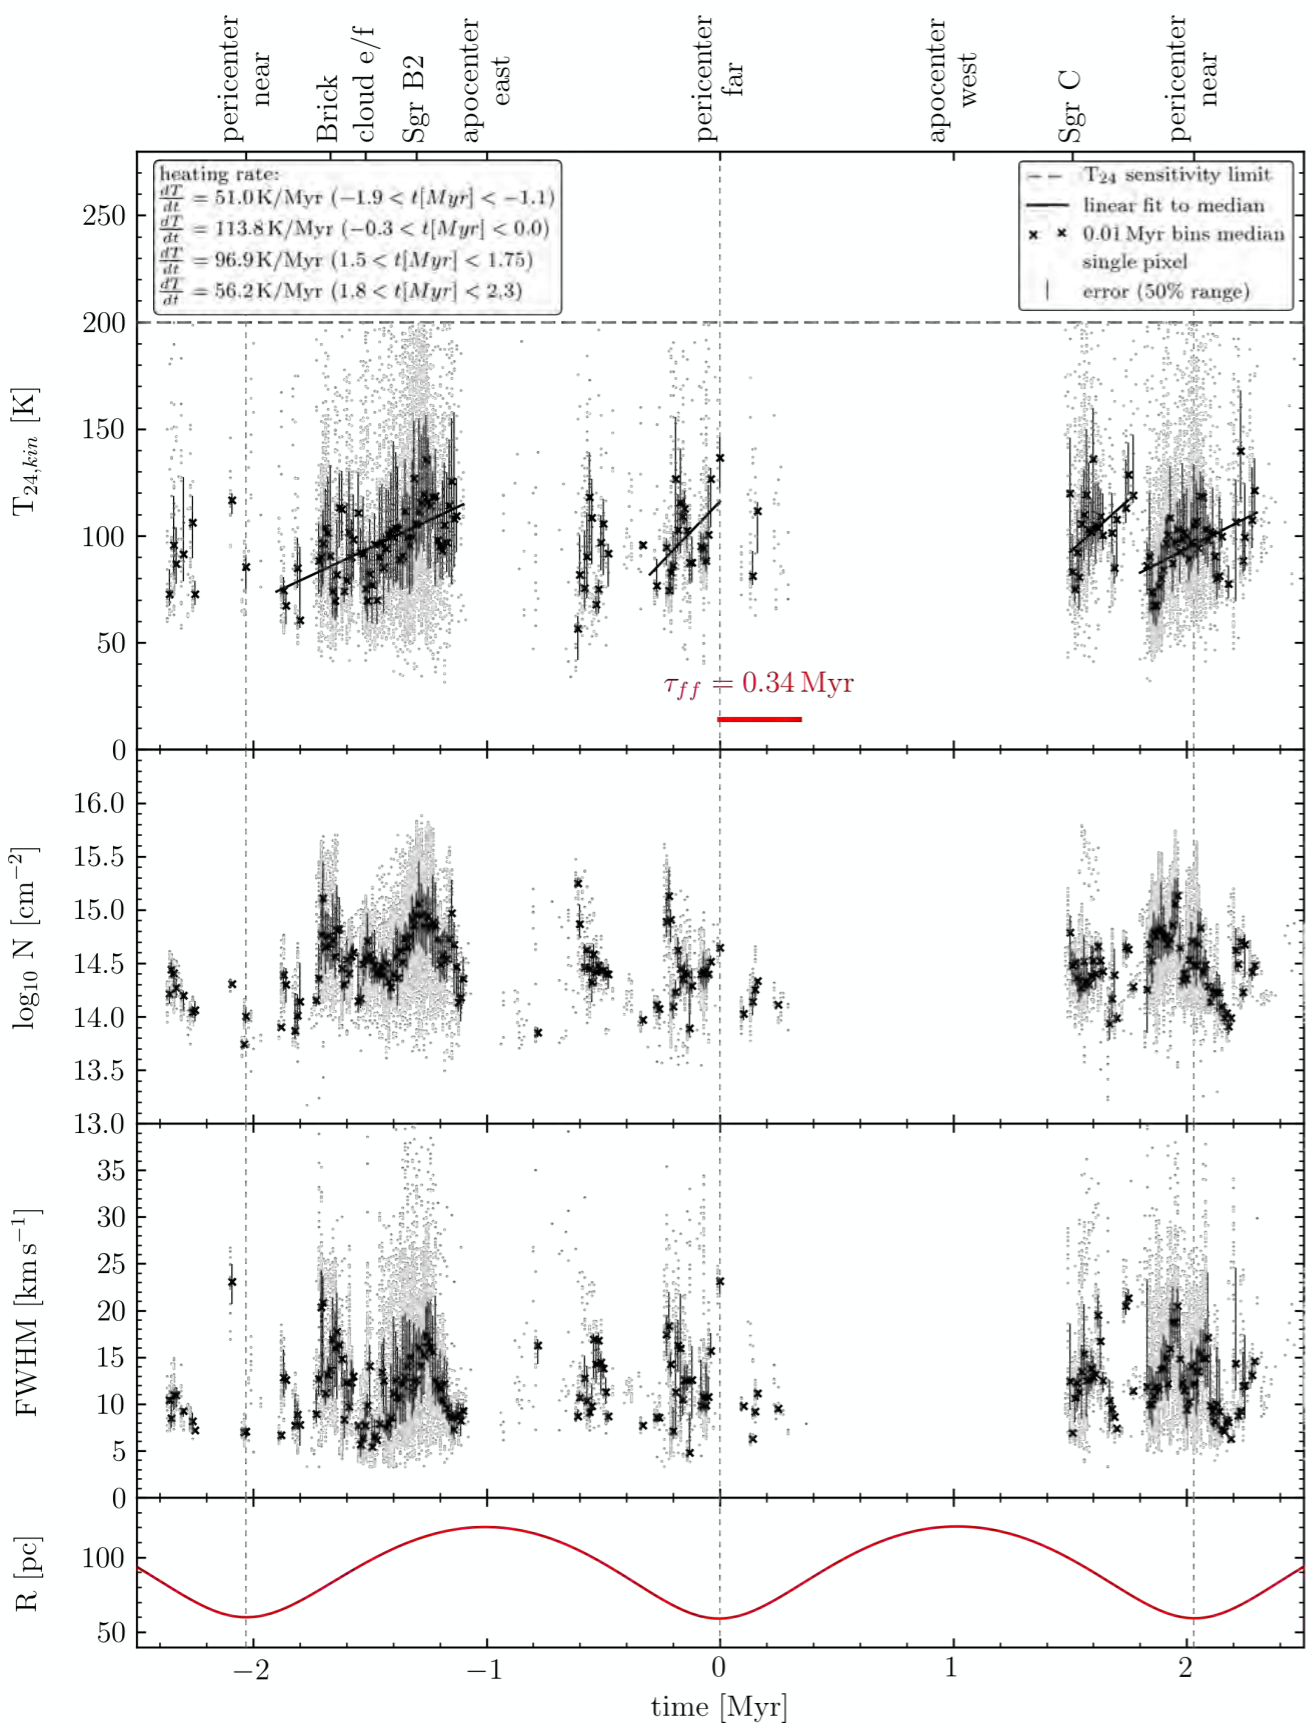 pericenter
near
Brick
cloud e/f
Sgr B2
apocenter
east
pericenter
far
apocenter
west
Sgr C
pericenter
near
heating rate:
dT/dt = 51.0 K/Myr (−1.9 < t[Myr] < −1.1)
dT/dt = 113.8 K/Myr (−0.3 < t[Myr] < 0.0)
dT/dt = 96.9 K/Myr (1.5 < t[Myr] < 1.75)
dT/dt = 56.2 K/Myr (1.8 < t[Myr] < 2.3)
T₂₄ sensitivity limit
linear fit to median
0.01 Myr bins median
single pixel
error (50% range)
T₂₄,kin [K]
250
200
150
100
50
0
τff = 0.34 Myr
log₁₀ N [cm⁻²]
16.0
15.5
15.0
14.5
14.0
13.5
13.0
FWHM [km s⁻¹]
35
30
25
20
15
10
5
0
R [pc]
100
50
−2
−1
0
1
2
time [Myr]